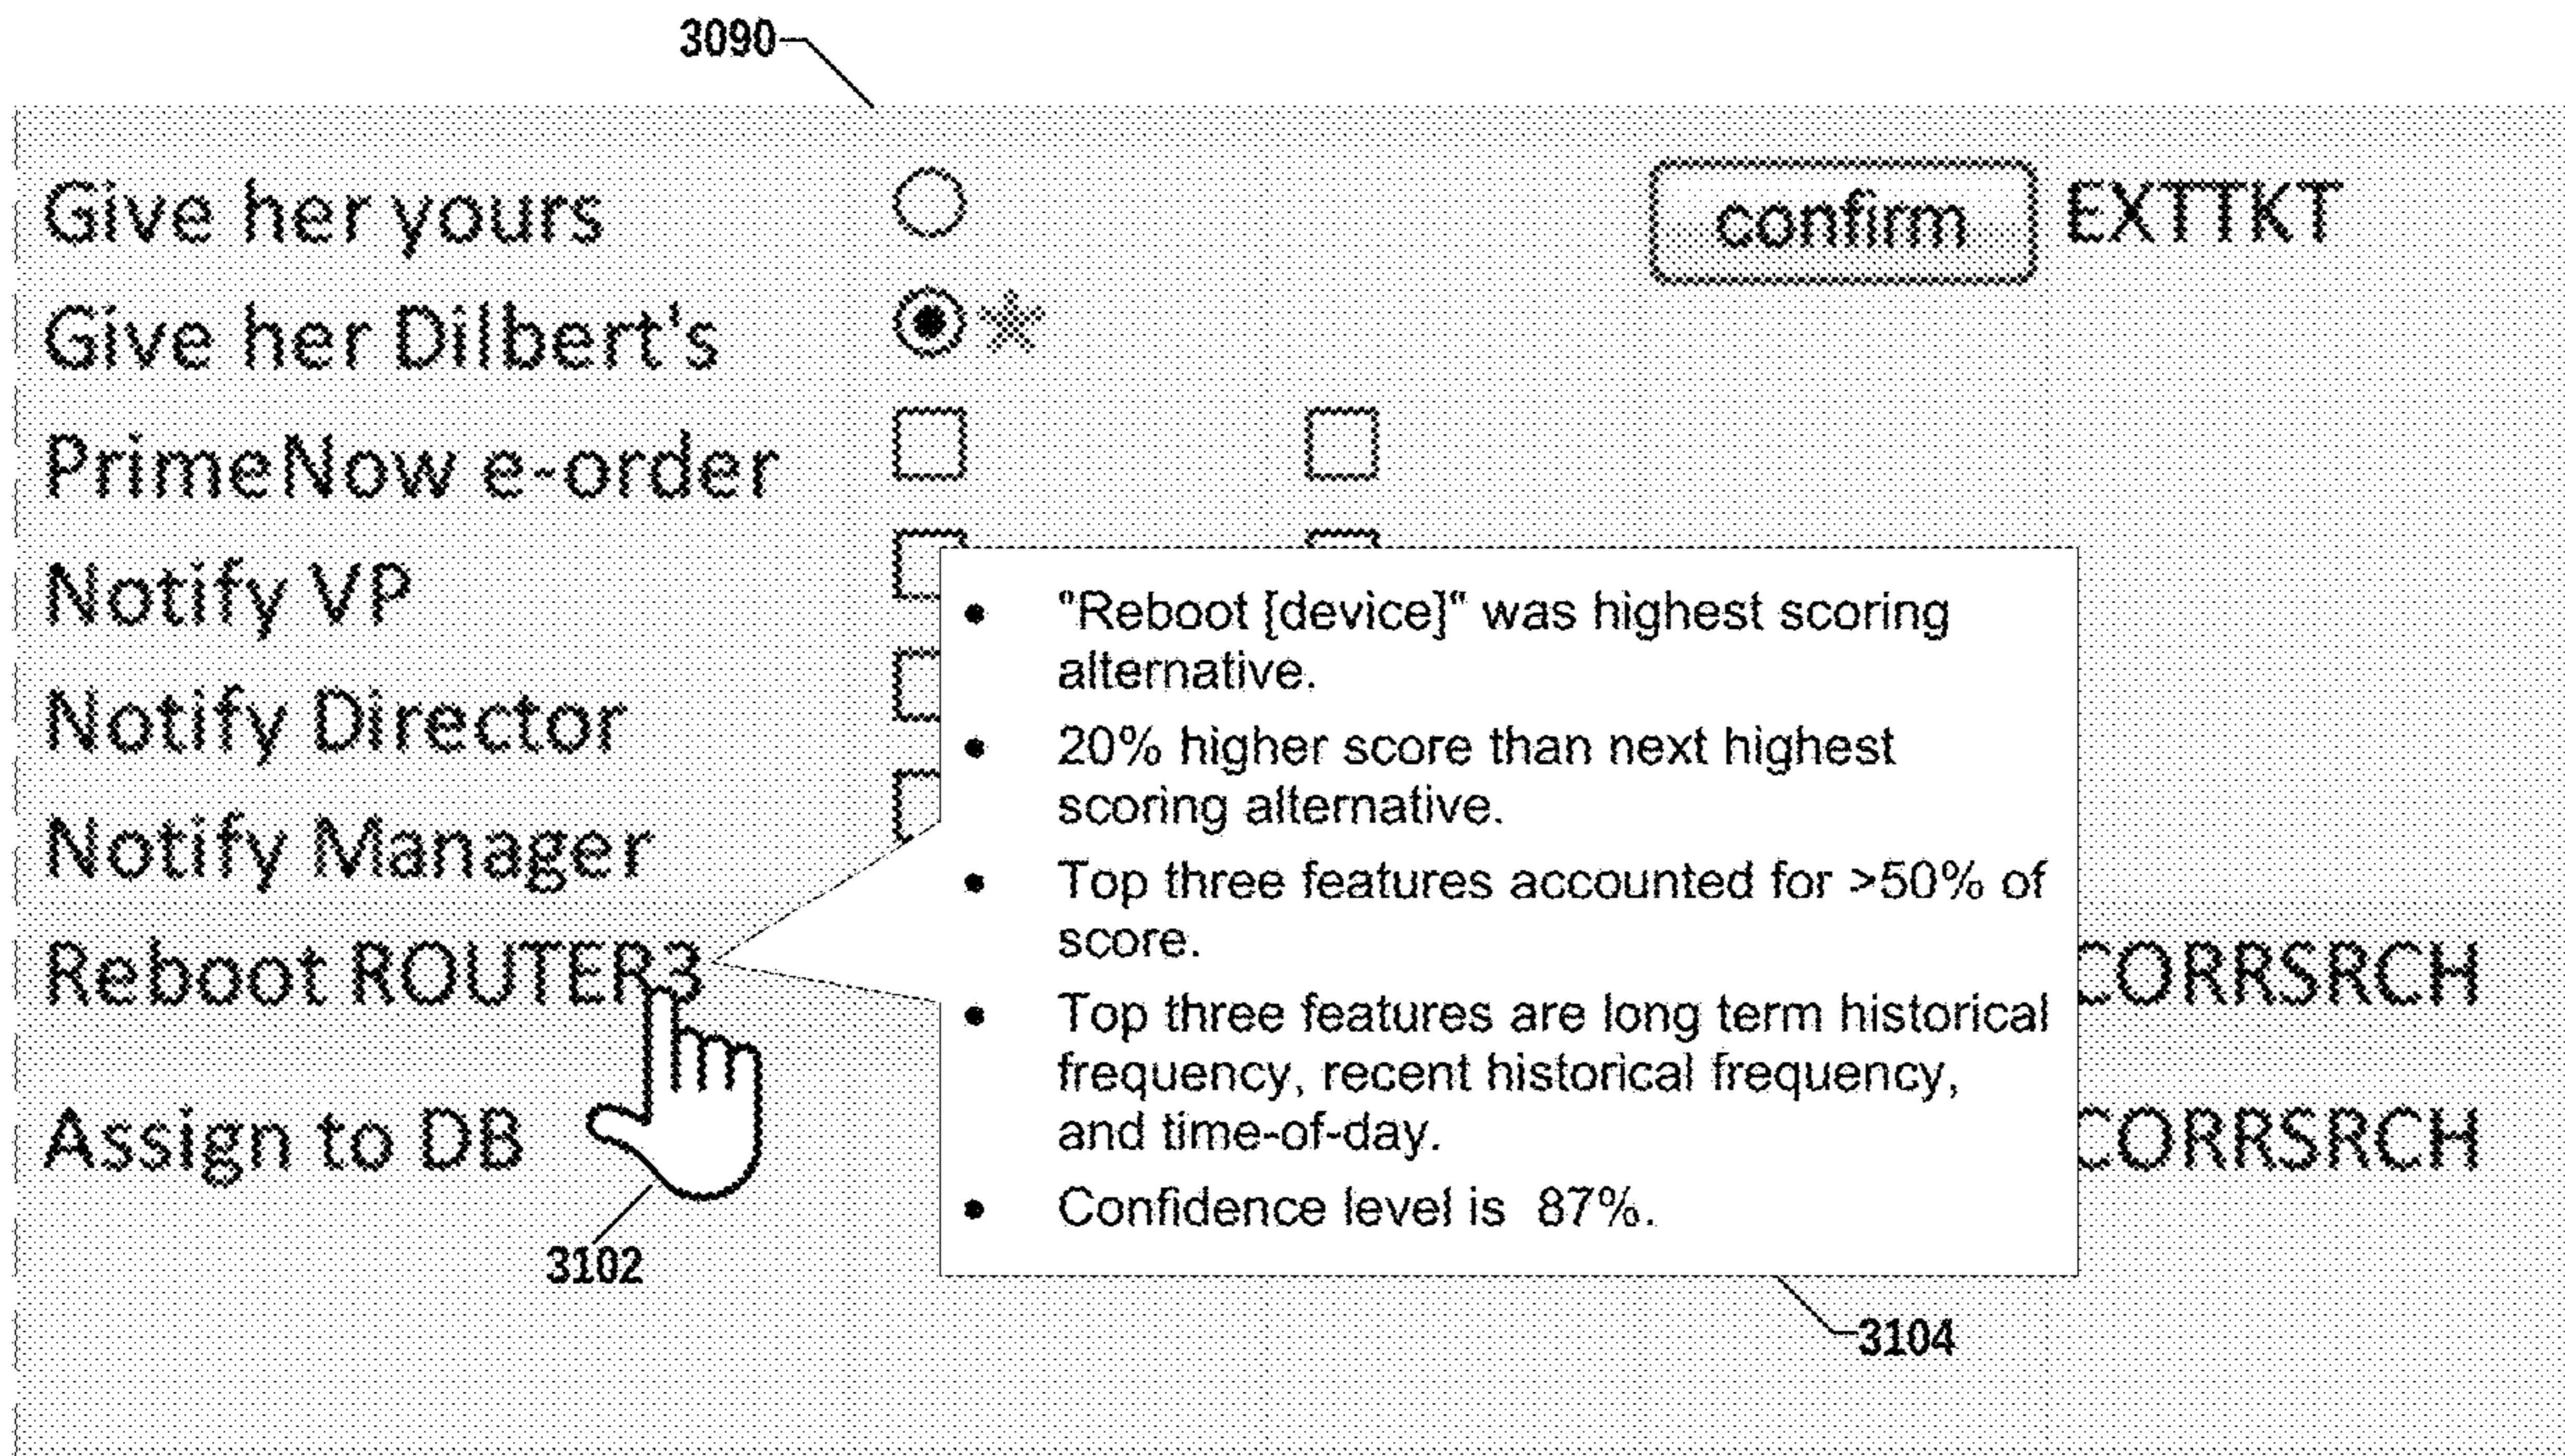 3090
Give her yours
confirm
EXTTKT
Give her Dilbert's
PrimeNow e-order
Notify VP
Notify Director
Notify Manager
Reboot ROUTER3
Assign to DB
"Reboot [device]" was highest scoring
alternative.
20% higher score than next highest
scoring alternative.
Top three features accounted for >50% of
score.
Top three features are long term historical
frequency, recent historical frequency,
and time-of-day.
Confidence level is 87%.
CORRSRCH
CORRSRCH
3102
3104